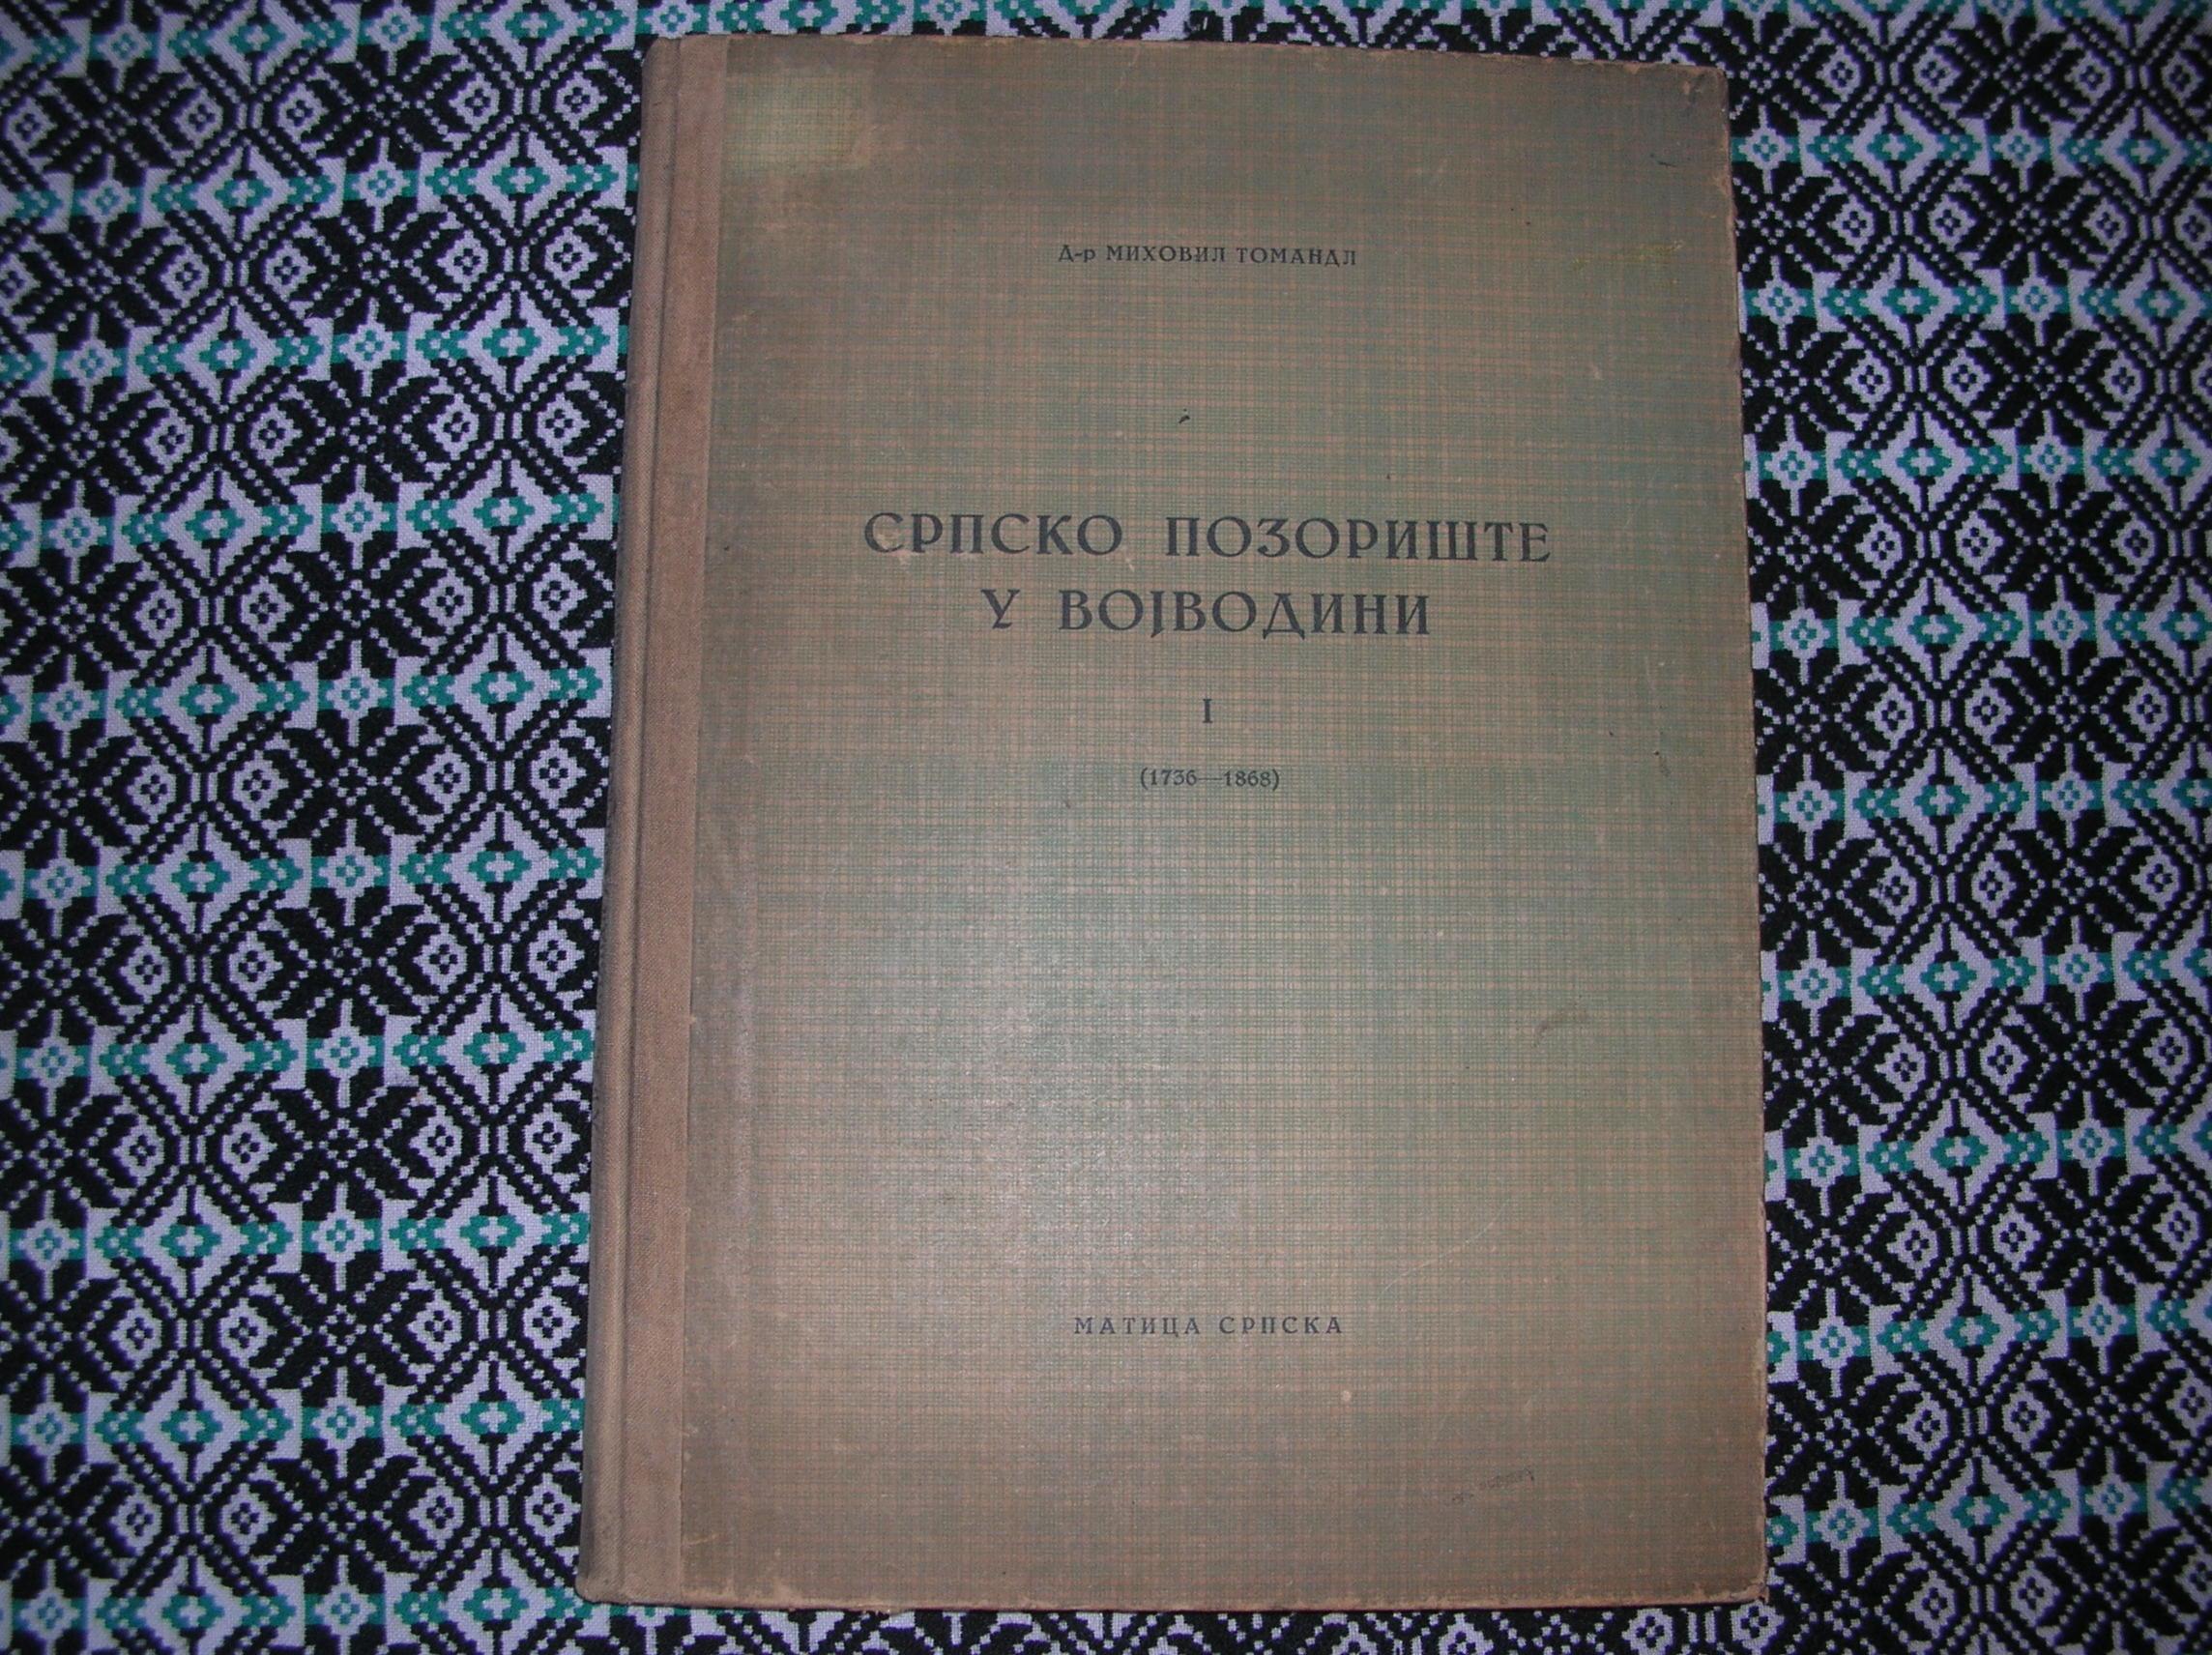 Д-р МИХОВИЛ ТОМАНДЛ
СРПСКО ПОЗОРИШТЕ
У ВОЈВОДИНИ
I
(1736—1868)
МАТИЦА СРПСКА